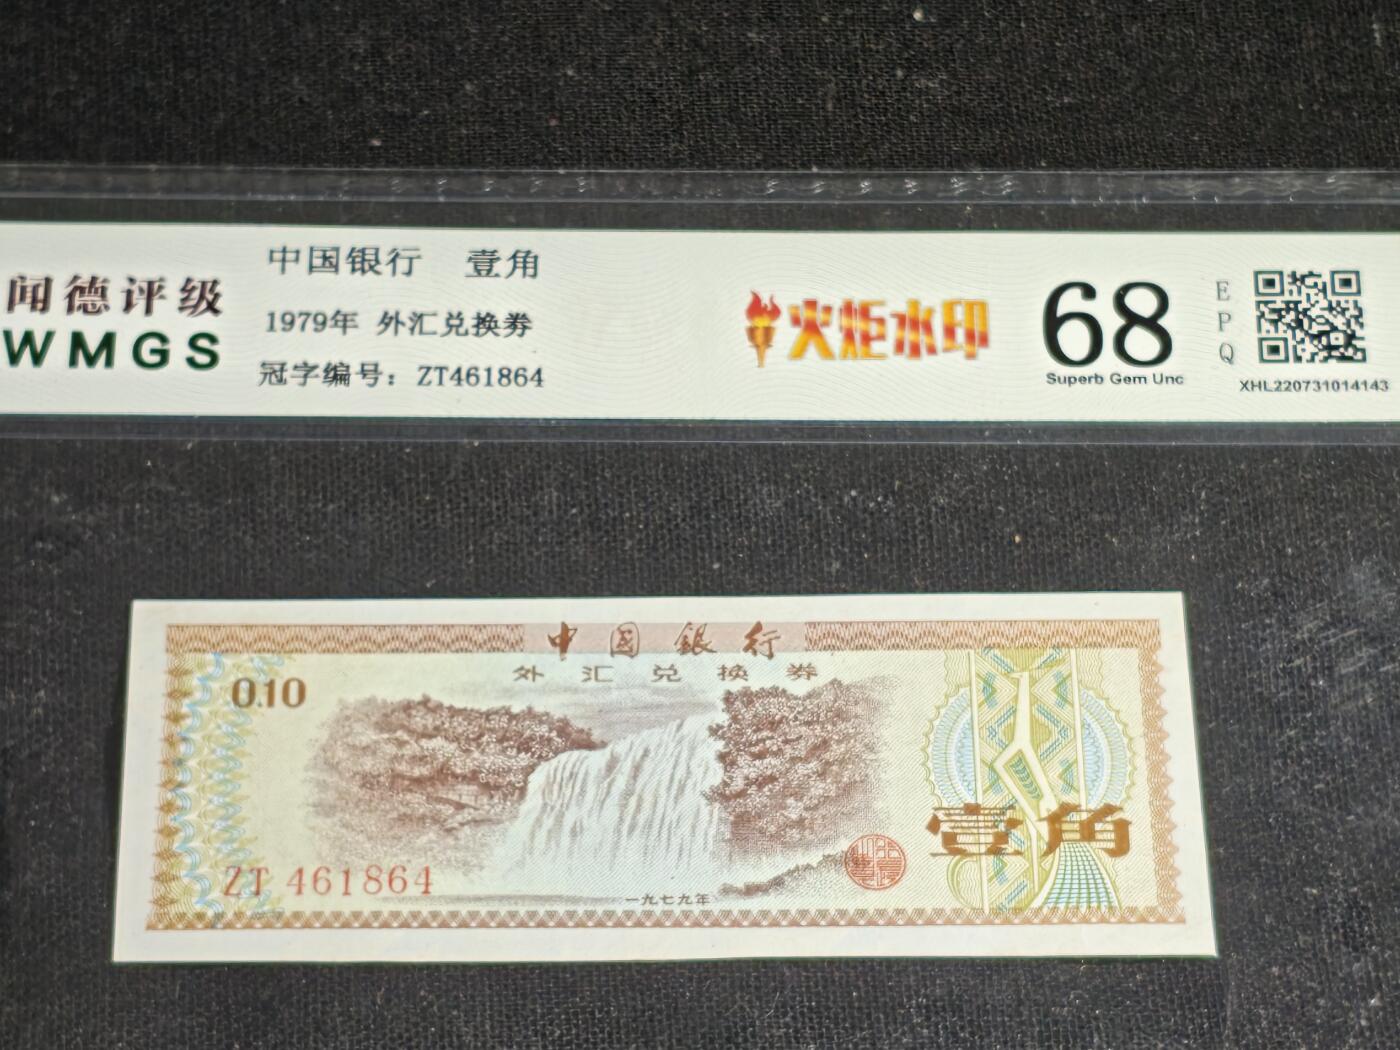 闻德评级
WMGS
中国银行 壹角
1979年 外汇兑换券
冠字编号：ZT461864
火炬水印
68
Superb Gem Unc
EPQ
XHL220731014143
中国银行
外汇兑换券
0.10
壹角
ZT 461864
一九七九年